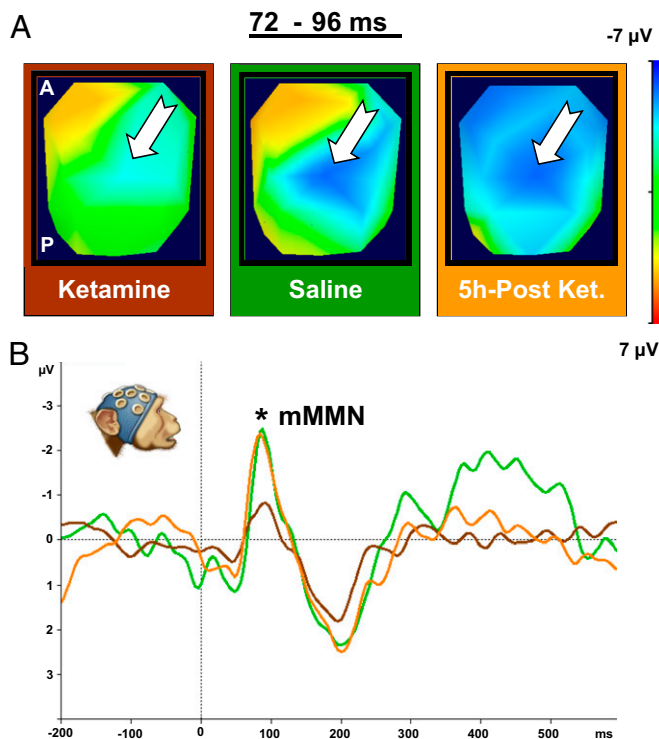 A
72 - 96 ms
-7 µV
A
P
Ketamine
Saline
5h-Post Ket.
7 µV
B
µV
* mMMN
-3
-2
-1
0
1
2
3
-200 -100 0 100 200 300 400 500 ms